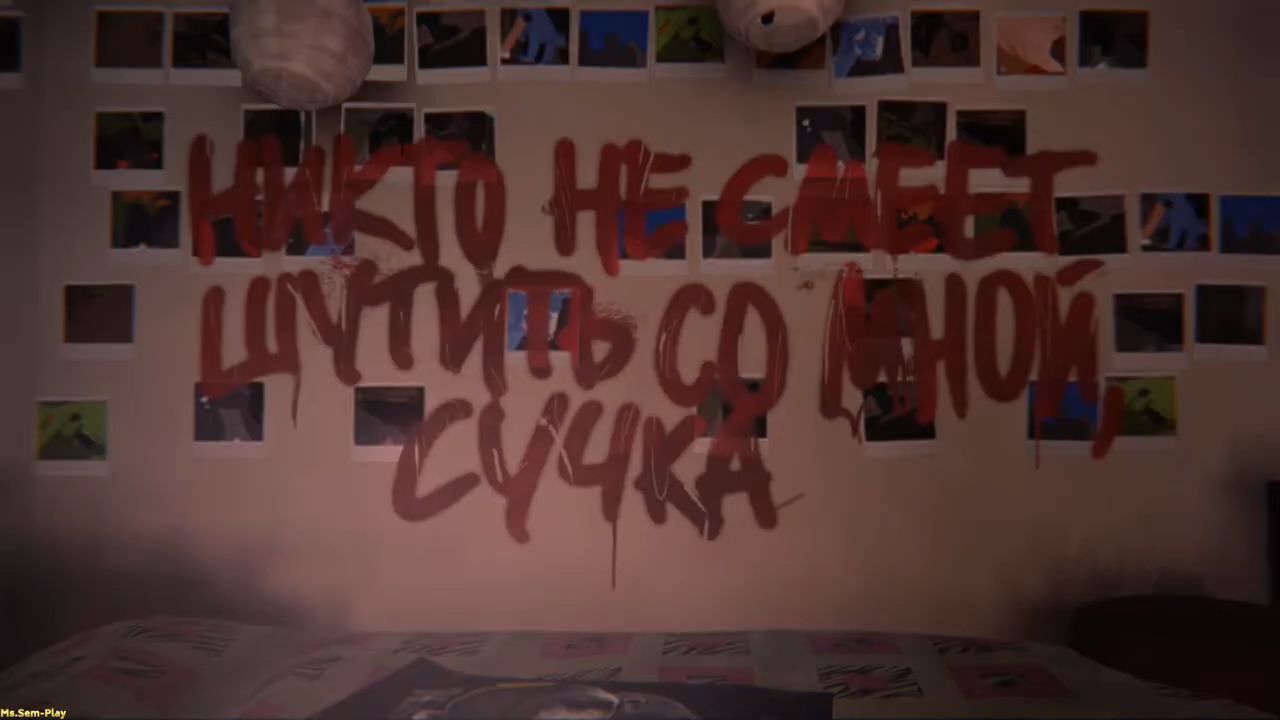 НИКТО НЕ СМЕЕТ
ШУТИТЬ СО МНОЙ,
СУЧКА
Ms.Sem-Play